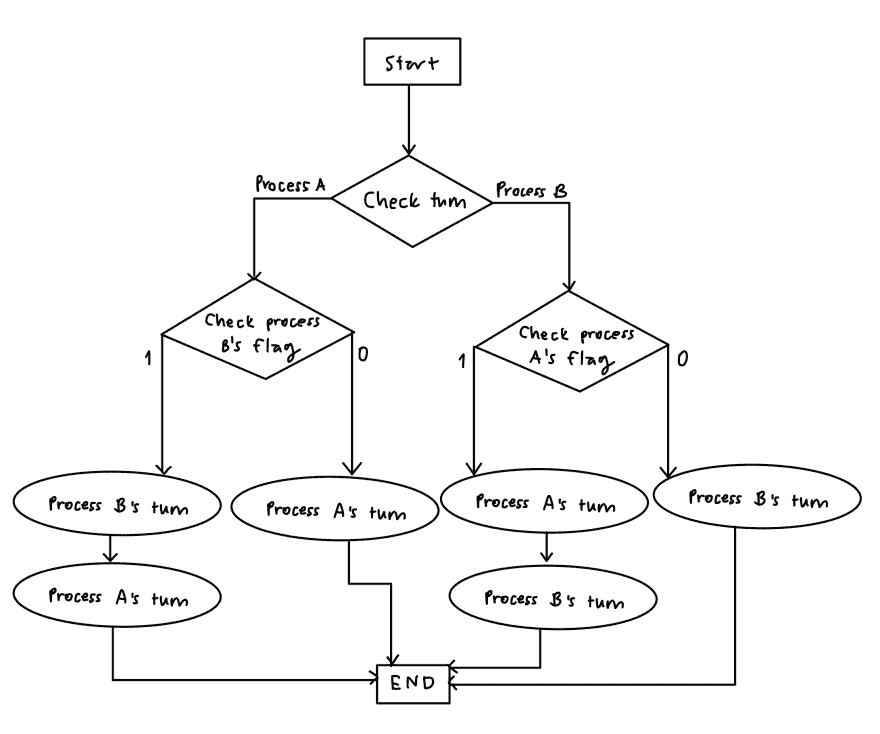 Start
Process A
Process B
Check turn
Check process
B's flag
Check process
A's flag
1
0
1
0
Process B's turn
Process A's turn
Process A's turn
Process B's turn
Process A's turn
Process B's turn
END